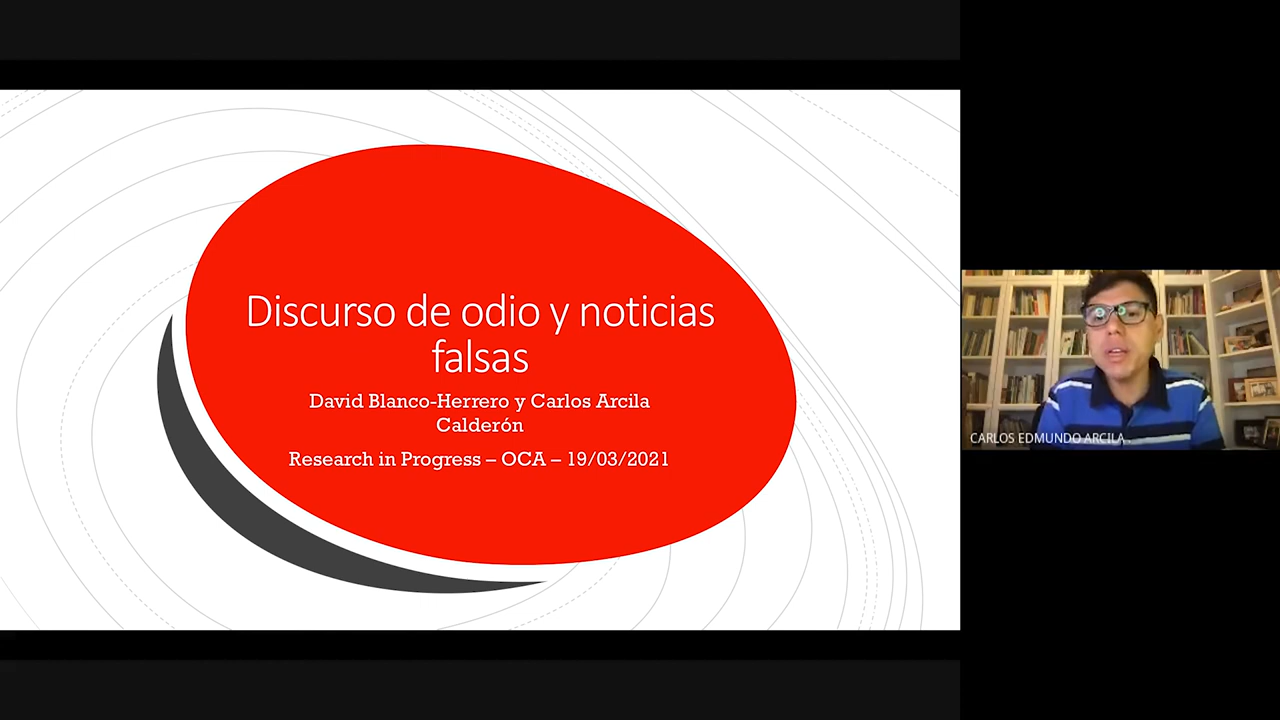 Discurso de odio y noticias
falsas
David Blanco-Herrero y Carlos Arcila
Calderón
Research in Progress – OCA – 19/03/2021
CARLOS EDMUNDO ARCILA .